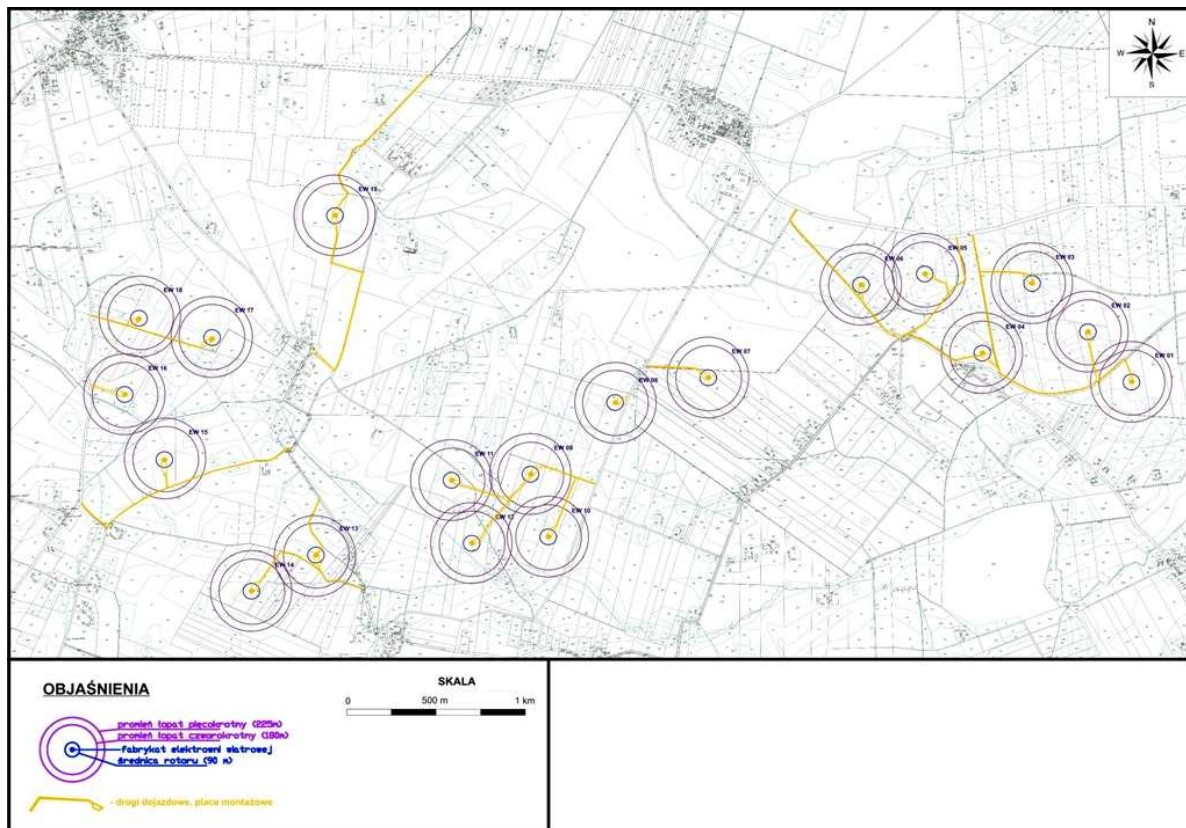 N
W E
S
EW 19
EW 05
EW 06
EW 03
EW 18
EW 17
EW 02
EW 04
EW 01
EW 07
EW 16
EW 08
EW 15
EW 09
EW 11
EW 10
EW 12
EW 13
EW 14
OBJAŚNIENIA
SKALA
0 500 m 1 km
promień łopat pięciokrotny (225m)
promień łopat czworokrotny (180m)
fabrykat elektrowni wiatrowej
średnica rotoru (90 m)
- drogi dojazdowe, place montażowe